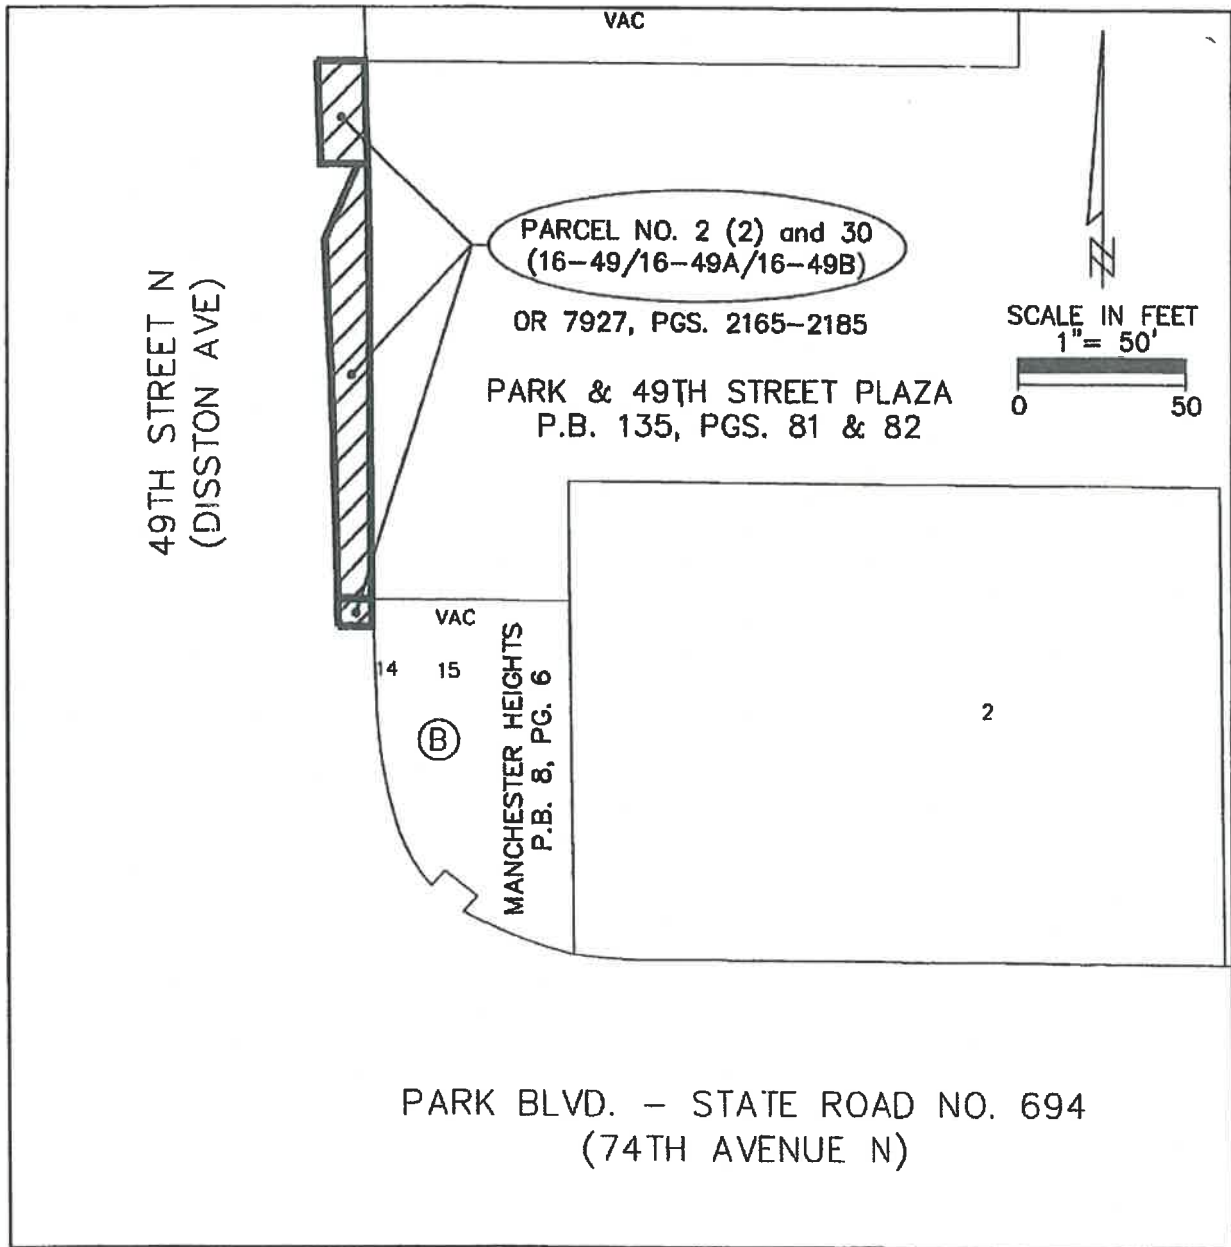 VAC
PARCEL NO. 2 (2) and 30
(16-49/16-49A/16-49B)
OR 7927, PGS. 2165-2185
N
SCALE IN FEET
1"= 50'
0 50
PARK & 49TH STREET PLAZA
P.B. 135, PGS. 81 & 82
49TH STREET N
(DISSTON AVE)
VAC
14 15
B
MANCHESTER HEIGHTS
P.B. 8, PG. 6
2
PARK BLVD. - STATE ROAD NO. 694
(74TH AVENUE N)